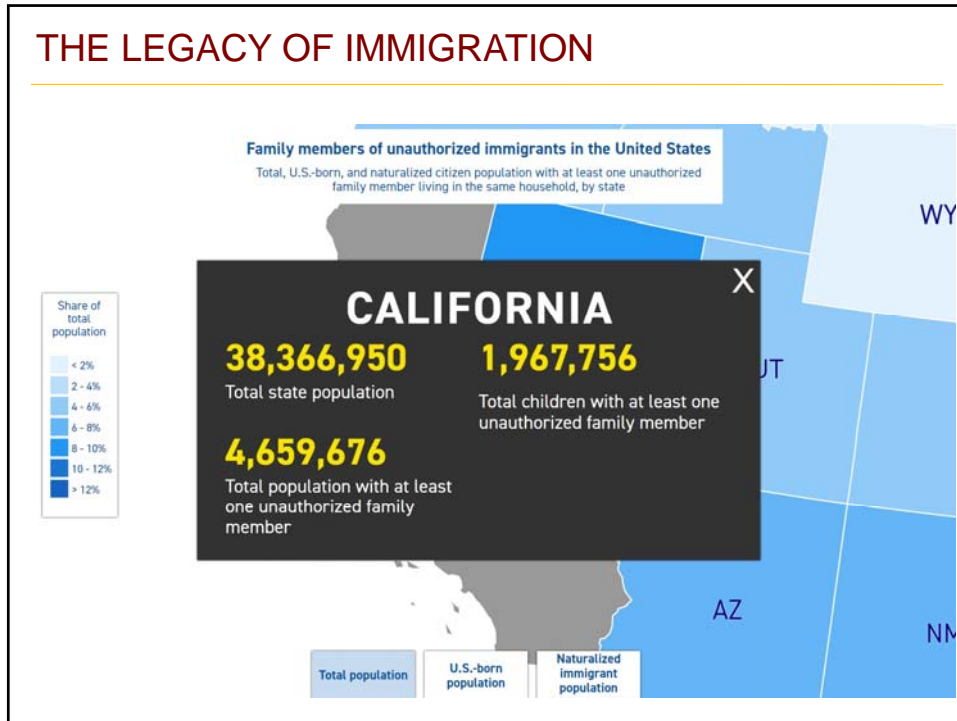 THE LEGACY OF IMMIGRATION
Family members of unauthorized immigrants in the United States
Total, U.S.-born, and naturalized citizen population with at least one unauthorized
family member living in the same household, by state
WY
Share of
total
population
< 2%
2 - 4%
4 - 6%
6 - 8%
8 - 10%
10 - 12%
> 12%
X
CALIFORNIA
38,366,950
Total state population
1,967,756
Total children with at least one
unauthorized family member
4,659,676
Total population with at least
one unauthorized family
member
UT
AZ
NM
Total population
U.S.-born
population
Naturalized
immigrant
population